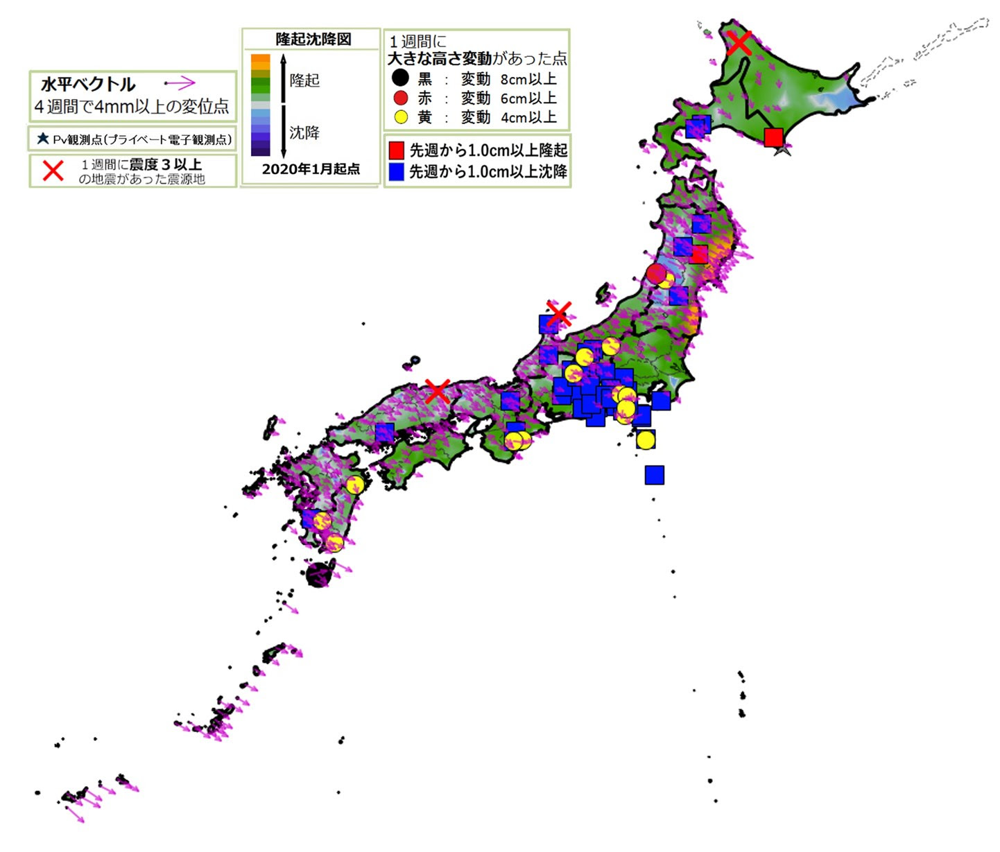 水平ベクトル
4週間で4mm以上の変位点
Pv観測点(プライベート電子観測点)
1週間に震度3以上
の地震があった震源地
隆起沈降図
隆起
沈降
2020年1月起点
1週間に
大きな高さ変動があった点
黒 : 変動 8cm以上
赤 : 変動 6cm以上
黄 : 変動 4cm以上
先週から1.0cm以上隆起
先週から1.0cm以上沈降